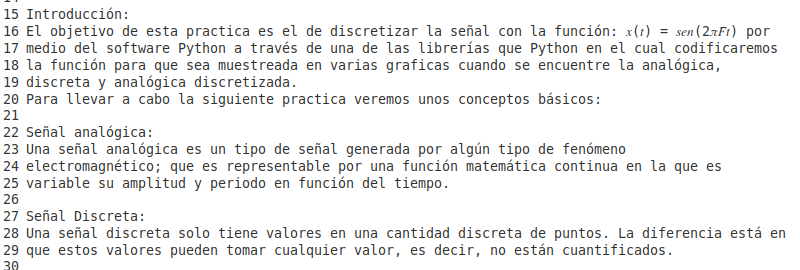 15 Introducción:
16 El objetivo de esta practica es el de discretizar la señal con la función: 𝑥(𝑡) = 𝑠𝑒𝑛(2𝜋𝐹𝑡) por
17 medio del software Python a través de una de las librerías que Python en el cual codificaremos
18 la función para que sea muestreada en varias graficas cuando se encuentre la analógica,
19 discreta y analógica discretizada.
20 Para llevar a cabo la siguiente practica veremos unos conceptos básicos:
21
22 Señal analógica:
23 Una señal analógica es un tipo de señal generada por algún tipo de fenómeno
24 electromagnético; que es representable por una función matemática continua en la que es
25 variable su amplitud y periodo en función del tiempo.
26
27 Señal Discreta:
28 Una señal discreta solo tiene valores en una cantidad discreta de puntos. La diferencia está en
29 que estos valores pueden tomar cualquier valor, es decir, no están cuantificados.
30